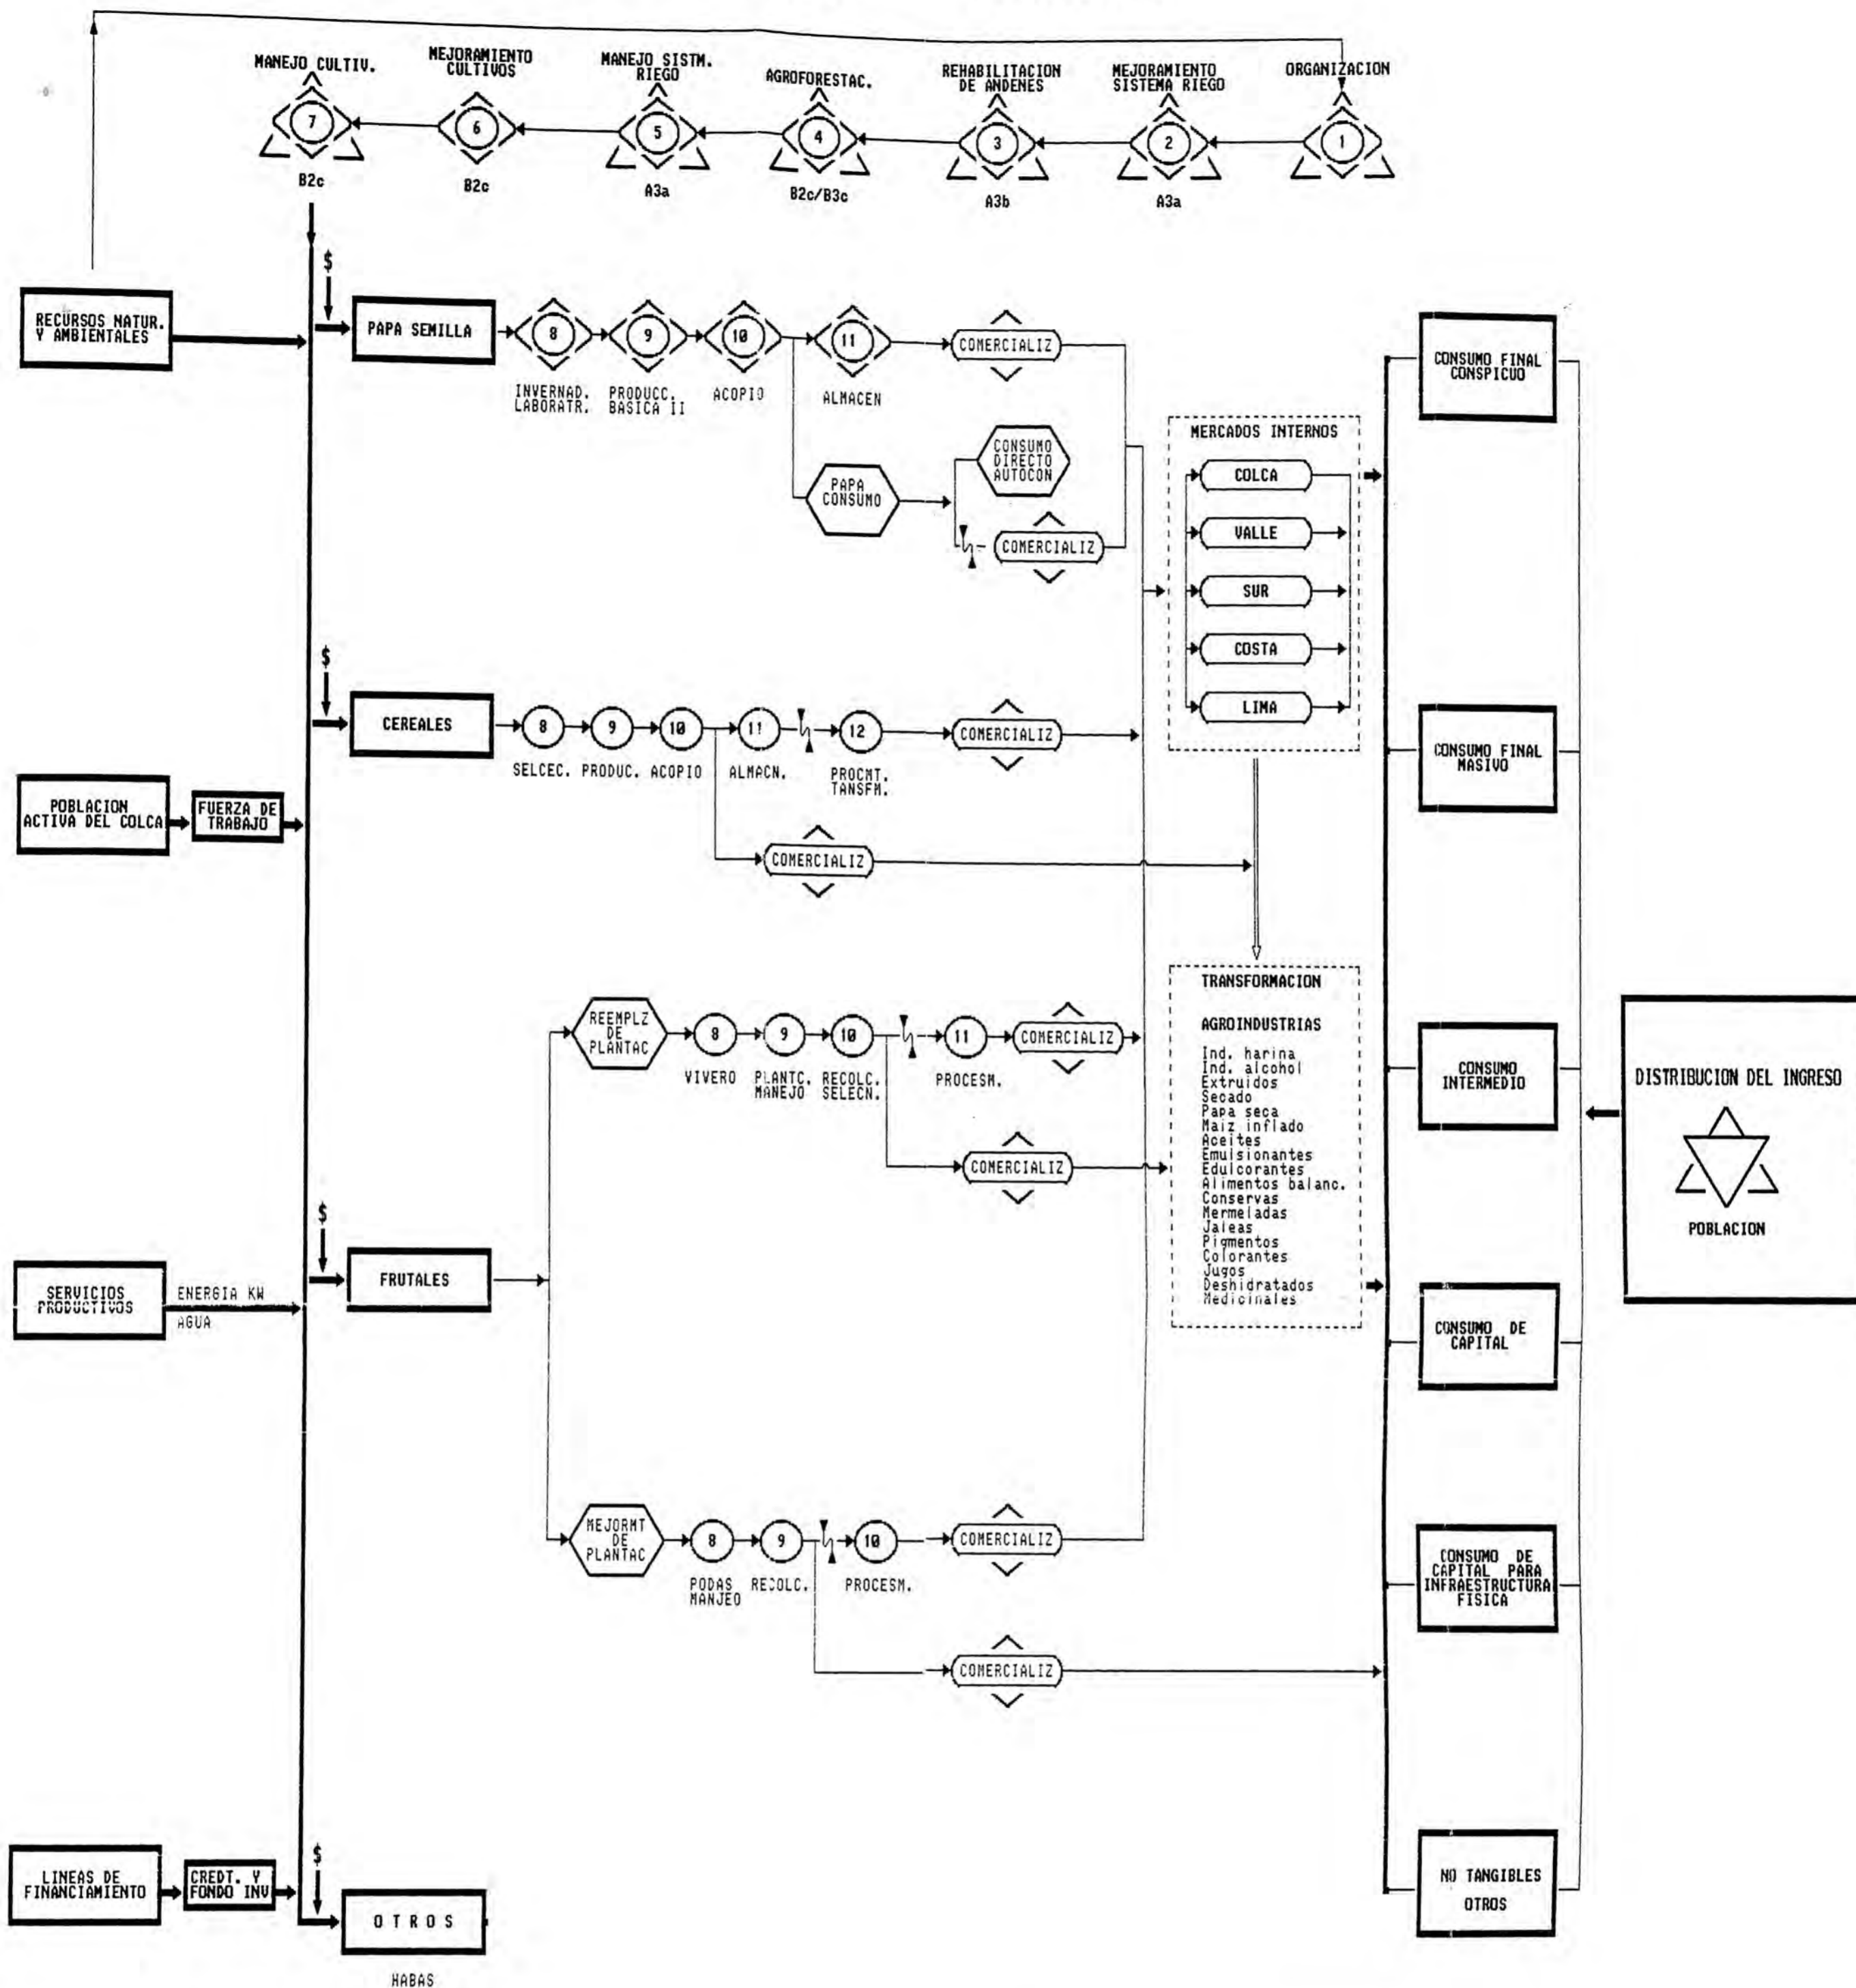 MANEJO CULTIV.
MEJORAMIENTO
CULTIVOS
MANEJO SISTM.
RIEGO
AGROFORESTAC.
REHABILITACION
DE ANDENES
MEJORAMIENTO
SISTEMA RIEGO
ORGANIZACION
7
6
5
4
3
2
1
B2c
B2c
A3a
B2c/B3c
A3b
A3a
$
RECURSOS NATUR.
Y AMBIENTALES
PAPA SEMILLA
8
9
10
11
COMERCIALIZ
INVERNAD.
LABORATR.
PRODUCC.
BASICA II
ACOPIO
ALMACEN
CONSUMO FINAL
CONSPICUO
PAPA
CONSUMO
CONSUMO
DIRECTO
AUTOCON
COMERCIALIZ
MERCADOS INTERNOS
COLCA
VALLE
SUR
COSTA
LIMA
$
CEREALES
8
9
10
11
12
COMERCIALIZ
SELCEC.
PRODUC.
ACOPIO
ALMACN.
PROCMT.
TANSFM.
CONSUMO FINAL
MASIVO
POBLACION
ACTIVA DEL COLCA
FUERZA DE
TRABAJO
COMERCIALIZ
REEMPLZ
DE
PLANTAC
8
9
10
11
COMERCIALIZ
VIVERO
PLANTC.
MANEJO
RECOLC.
SELECN.
PROCESM.
COMERCIALIZ
TRANSFORMACION
AGROINDUSTRIAS
Ind. harina
Ind. alcohol
Extruidos
Secado
Papa seca
Maiz inflado
Aceites
Emulsionantes
Edulcorantes
Alimentos balanc.
Conservas
Mermeladas
Jaleas
Pigmentos
Colorantes
Jugos
Deshidratados
Medicinales
CONSUMO
INTERMEDIO
DISTRIBUCION DEL INGRESO
POBLACION
$
SERVICIOS
PRODUCTIVOS
ENERGIA KW
AGUA
FRUTALES
CONSUMO DE
CAPITAL
MEJORMT
DE
PLANTAC
8
9
10
COMERCIALIZ
PODAS
MANJEO
RECOLC.
PROCESM.
COMERCIALIZ
CONSUMO DE
CAPITAL PARA
INFRAESTRUCTURA
FISICA
LINEAS DE
FINANCIAMIENTO
CREDT. Y
FONDO INV
$
O T R O S
HABAS
NO TANGIBLES
OTROS